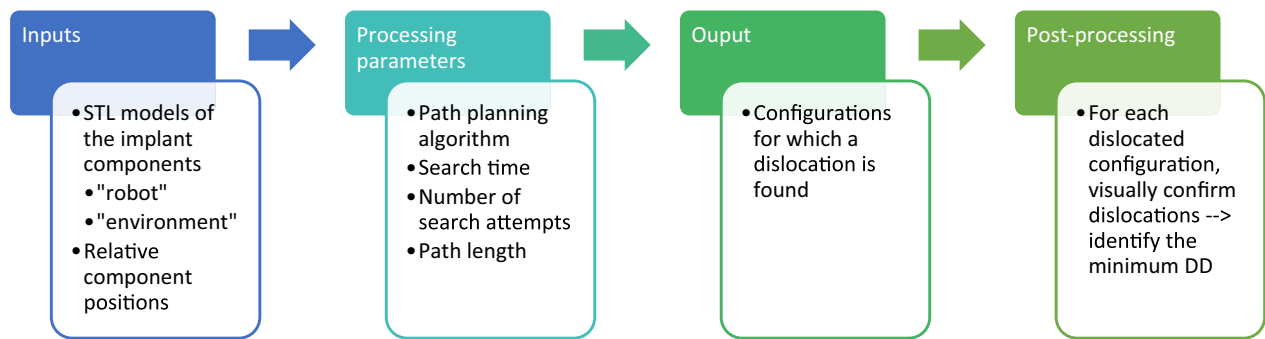 Inputs
•STL models of
the implant
components
•"robot"
•"environment"
•Relative
component
positions
Processing
parameters
•Path planning
algorithm
•Search time
•Number of
search attempts
•Path length
Ouput
•Configurations
for which a
dislocation is
found
Post-processing
•For each
dislocated
configuration,
visually confirm
dislocations -->
identify the
minimum DD